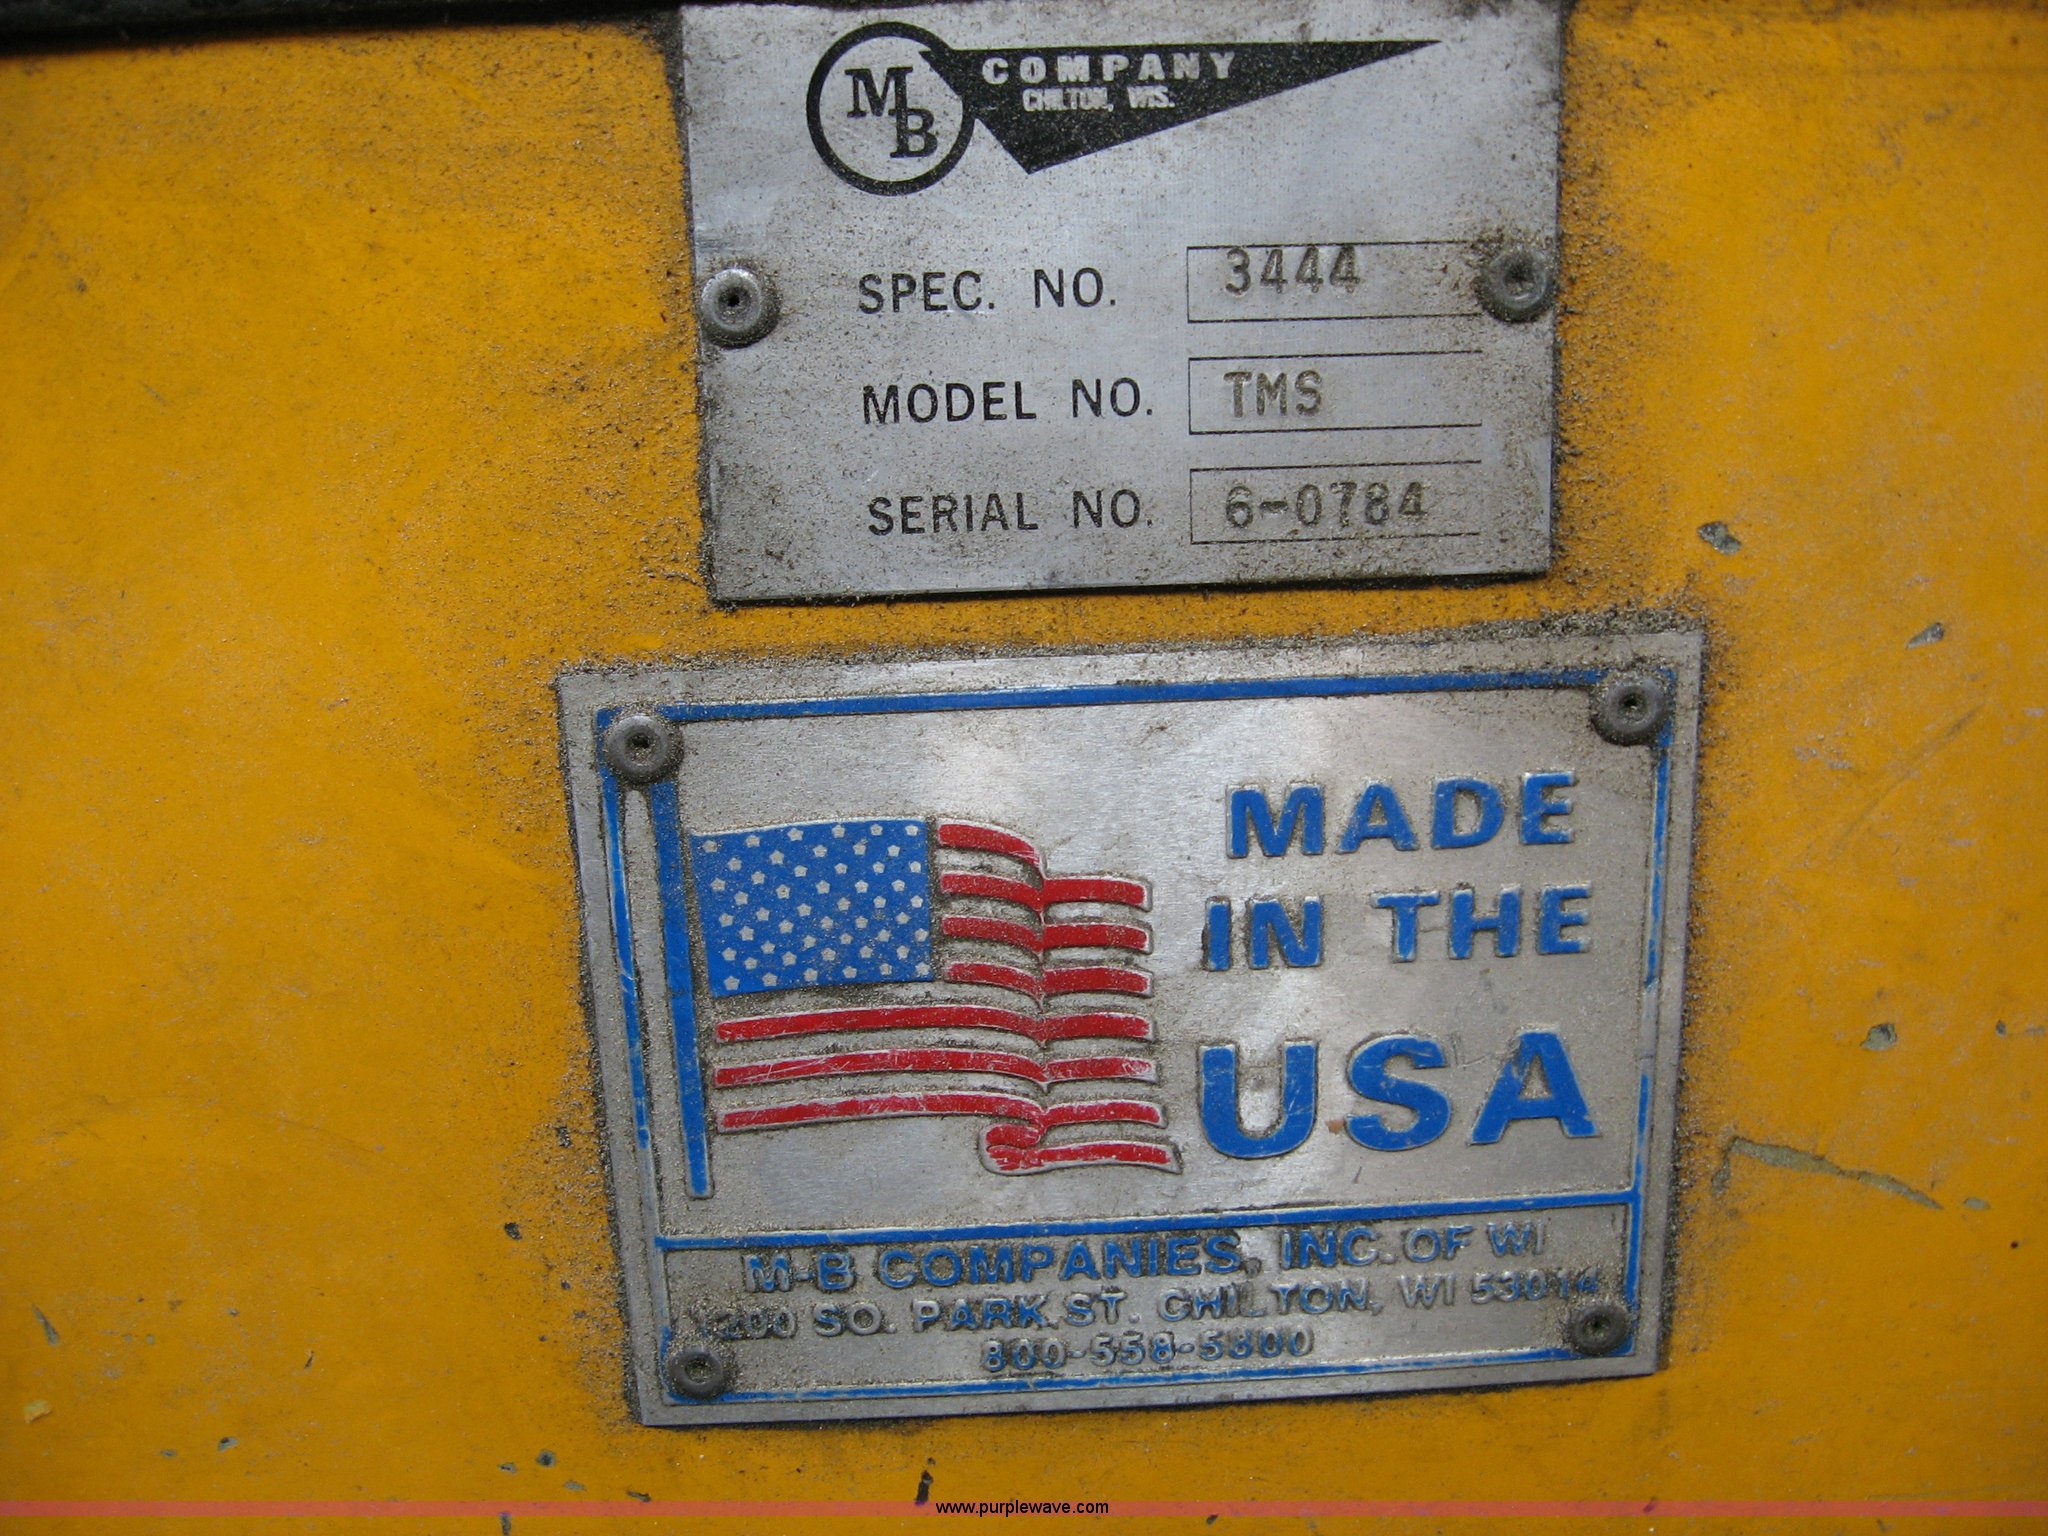 MB COMPANY
CHILTON, WIS.
SPEC. NO. 3444
MODEL NO. TMS
SERIAL NO. 6-0784
MADE
IN THE
USA
M-B COMPANIES, INC. OF WI
SO. PARK ST. CHILTON, WI 53014
800-558-5800
www.purplewave.com